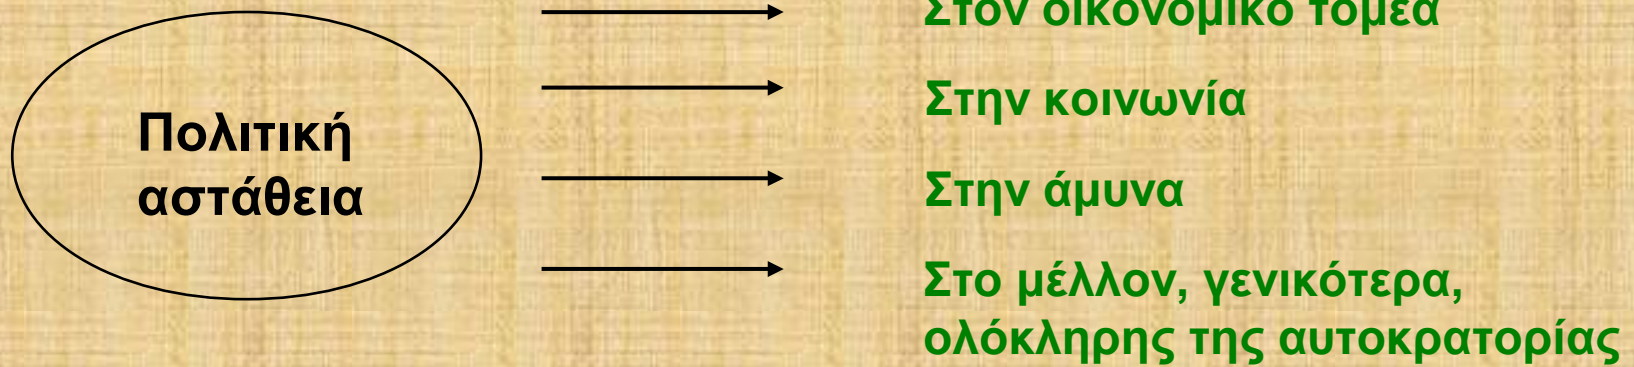 Στον οικονομικό τομέα
Στην κοινωνία
Πολιτική
αστάθεια
Στην άμυνα
Στο μέλλον, γενικότερα,
ολόκληρης της αυτοκρατορίας